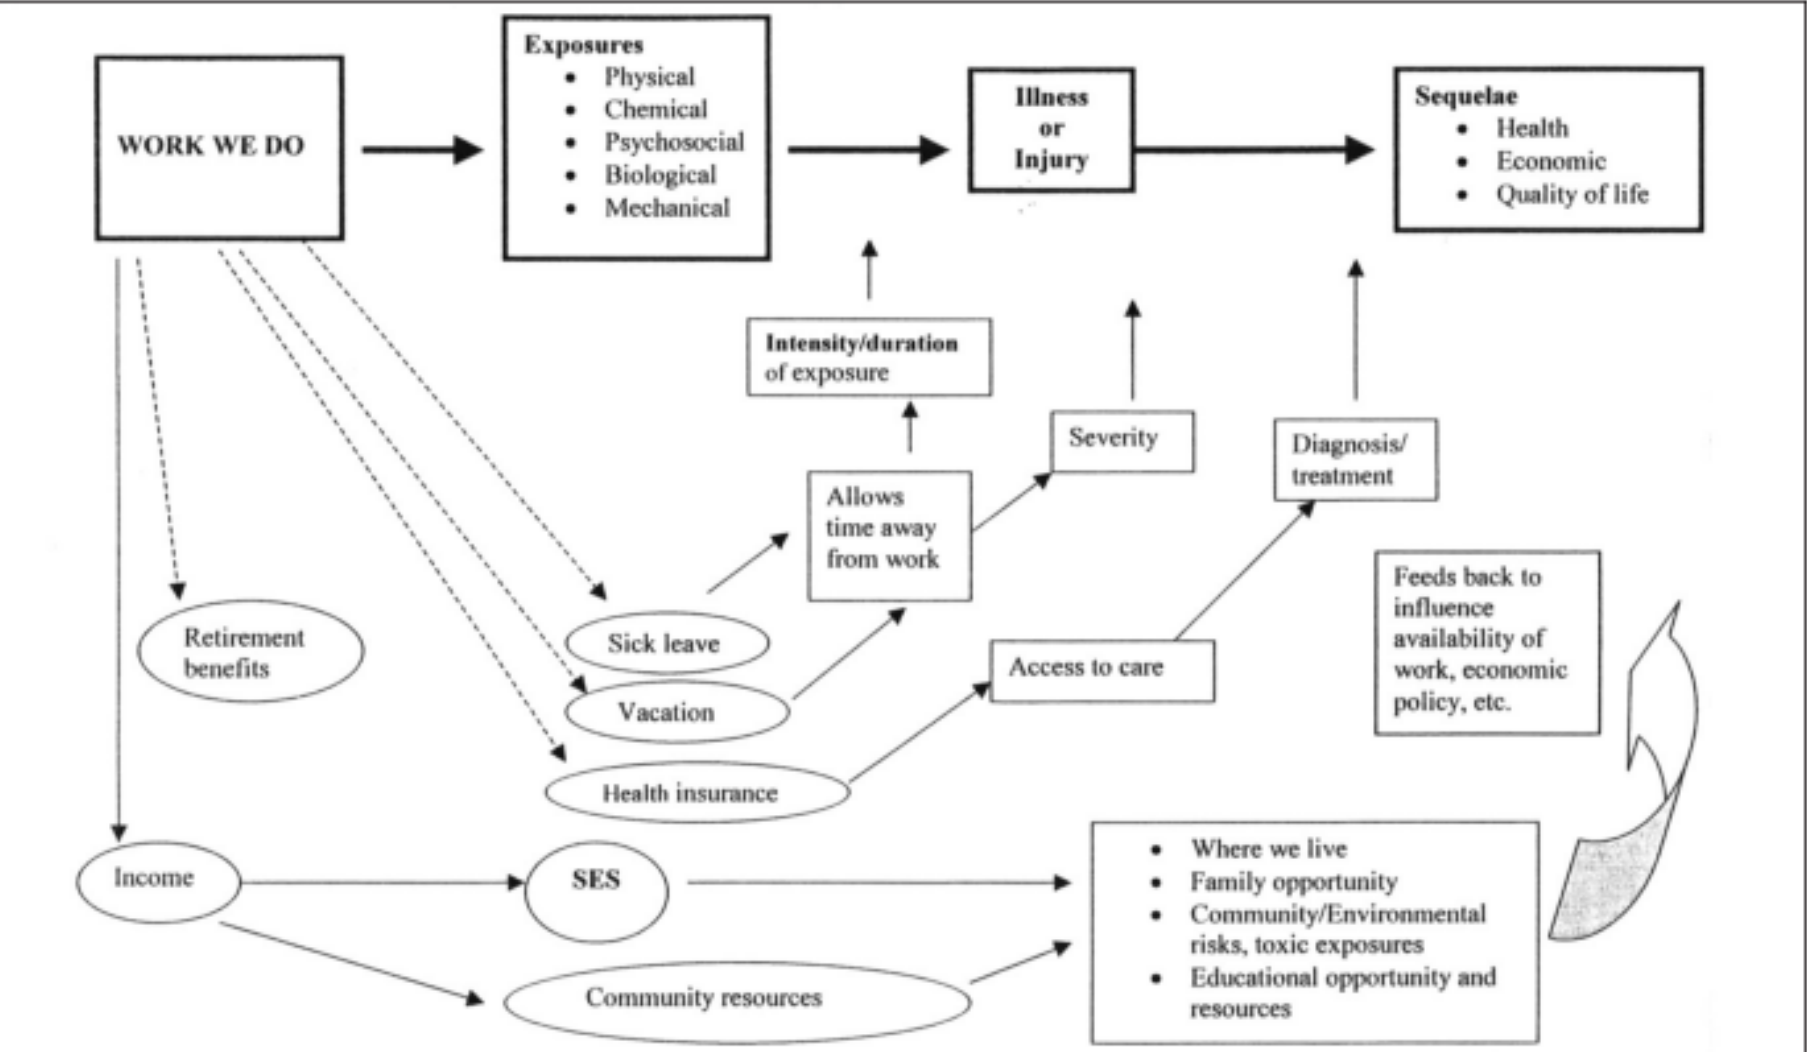 WORK WE DO
Exposures
• Physical
• Chemical
• Psychosocial
• Biological
• Mechanical
Illness
or
Injury
Sequelae
• Health
• Economic
• Quality of life
Intensity/duration
of exposure
Severity
Diagnosis/
treatment
Allows
time away
from work
Feeds back to
influence
availability of
work, economic
policy, etc.
Retirement
benefits
Sick leave
Vacation
Access to care
Health insurance
Income
SES
Community resources
• Where we live
• Family opportunity
• Community/Environmental
risks, toxic exposures
• Educational opportunity and
resources